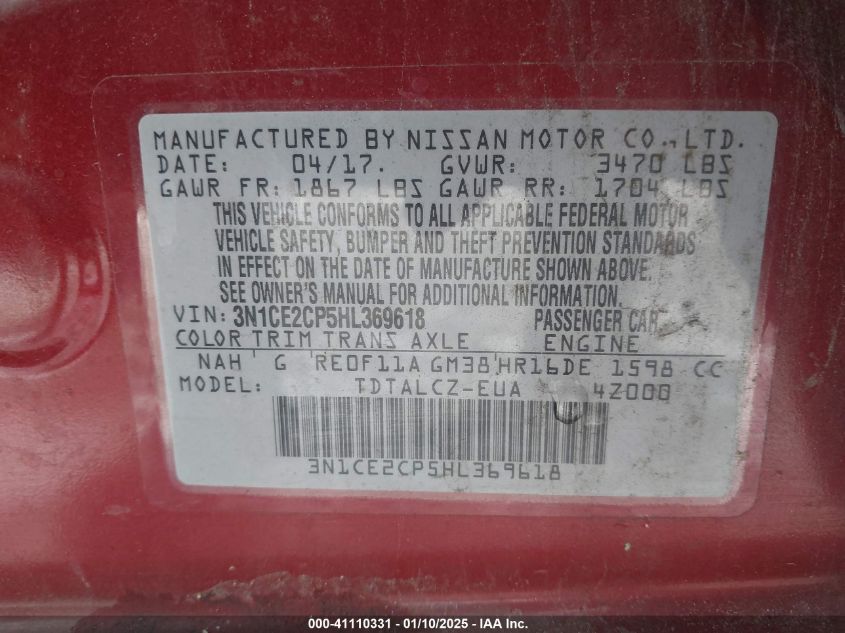 MANUFACTURED BY NISSAN MOTOR CO., LTD.
DATE: 04/17. GVWR: 3470 LBS
GAWR FR: 1867 LBS GAWR RR: 1704 LBS
THIS VEHICLE CONFORMS TO ALL APPLICABLE FEDERAL MOTOR
VEHICLE SAFETY, BUMPER AND THEFT PREVENTION STANDARDS
IN EFFECT ON THE DATE OF MANUFACTURE SHOWN ABOVE.
SEE OWNER'S MANUAL FOR ADDITIONAL INFORMATION.
VIN: 3N1CE2CP5HL369618 PASSENGER CAR
COLOR TRIM TRANS AXLE ENGINE
NAH G RE0F11A GM38 HR16DE 1598 CC
MODEL: TDTALCZ-EUA 4Z000
3N1CE2CP5HL369618
000-41110331 - 01/10/2025 - IAA Inc.